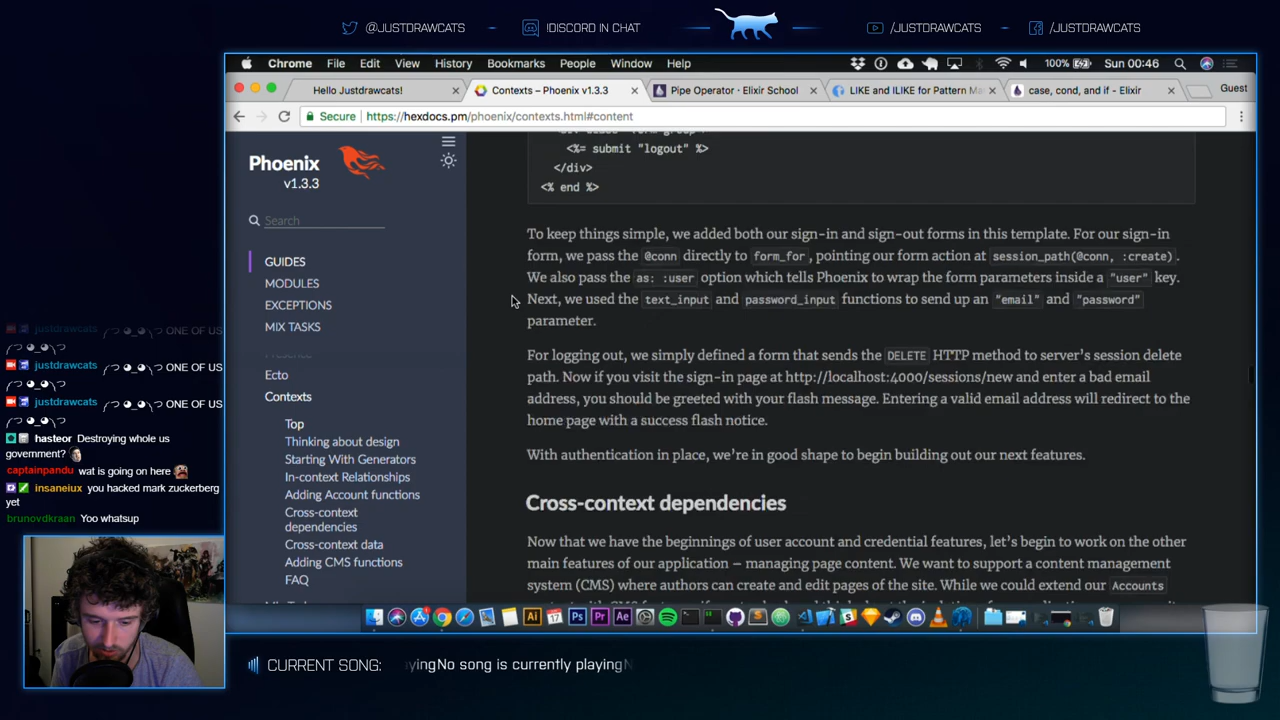 @JUSTDRAWCATS
!DISCORD IN CHAT
/JUSTDRAWCATS
/JUSTDRAWCATS
Chrome File Edit View History Bookmarks People Window Help
100% Sun 00:46
Hello Justdrawcats!
Contexts – Phoenix v1.3.3
Pipe Operator · Elixir School
LIKE and ILIKE for Pattern Ma
case, cond, and if - Elixir
Guest
Secure https://hexdocs.pm/phoenix/contexts.html#content
Phoenix
v1.3.3
Search
GUIDES
MODULES
EXCEPTIONS
MIX TASKS
Presence
Ecto
Contexts
Top
Thinking about design
Starting With Generators
In-context Relationships
Adding Account functions
Cross-context
dependencies
Cross-context data
Adding CMS functions
FAQ
<%= submit "logout" %>
</div>
<% end %>
To keep things simple, we added both our sign-in and sign-out forms in this template. For our sign-in
form, we pass the @conn directly to form_for, pointing our form action at session_path(@conn, :create).
We also pass the as: :user option which tells Phoenix to wrap the form parameters inside a "user" key.
Next, we used the text_input and password_input functions to send up an "email" and "password"
parameter.
For logging out, we simply defined a form that sends the DELETE HTTP method to server's session delete
path. Now if you visit the sign-in page at http://localhost:4000/sessions/new and enter a bad email
address, you should be greeted with your flash message. Entering a valid email address will redirect to the
home page with a success flash notice.
With authentication in place, we're in good shape to begin building out our next features.
Cross-context dependencies
Now that we have the beginnings of user account and credential features, let's begin to work on the other
main features of our application – managing page content. We want to support a content management
system (CMS) where authors can create and edit pages of the site. While we could extend our Accounts
justdrawcats: ONE OF US
justdrawcats: ONE OF US
justdrawcats: ONE OF US
hasteor Destroying whole us
government?
captainpandu wat is going on here
insaneiux you hacked mark zuckerberg
yet
brunovdkraan Yoo whatsup
CURRENT SONG: yingNo song is currently playingN